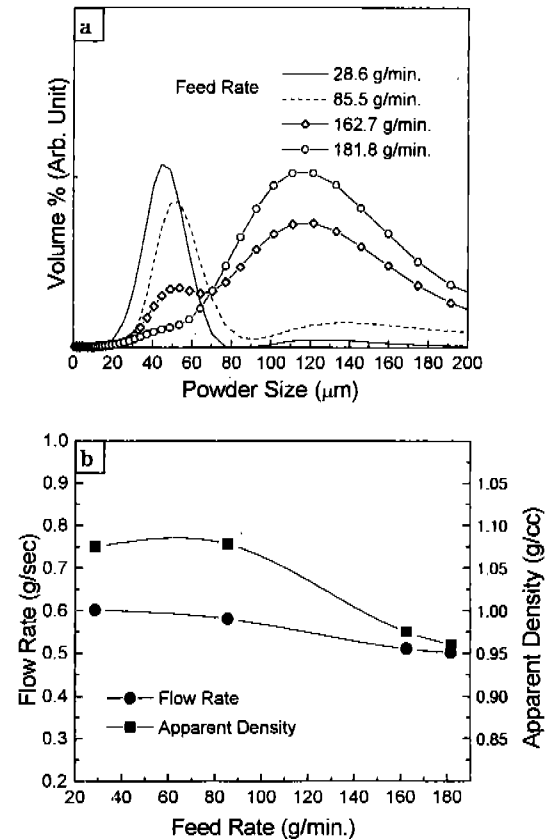 a
Volume % (Arb. Unit)
Feed Rate
28.6 g/min.
85.5 g/min.
162.7 g/min.
181.8 g/min.
0 20 40 60 80 100 120 140 160 180 200
Powder Size (μm)
b
Flow Rate (g/sec)
1.0
0.9
0.8
0.7
0.6
0.5
0.4
0.3
0.2
Flow Rate
Apparent Density
1.05
1.10
1.05
1.00
0.95
0.90
0.85
Apparent Density (g/cc)
20 40 60 80 100 120 140 160 180
Feed Rate (g/min.)